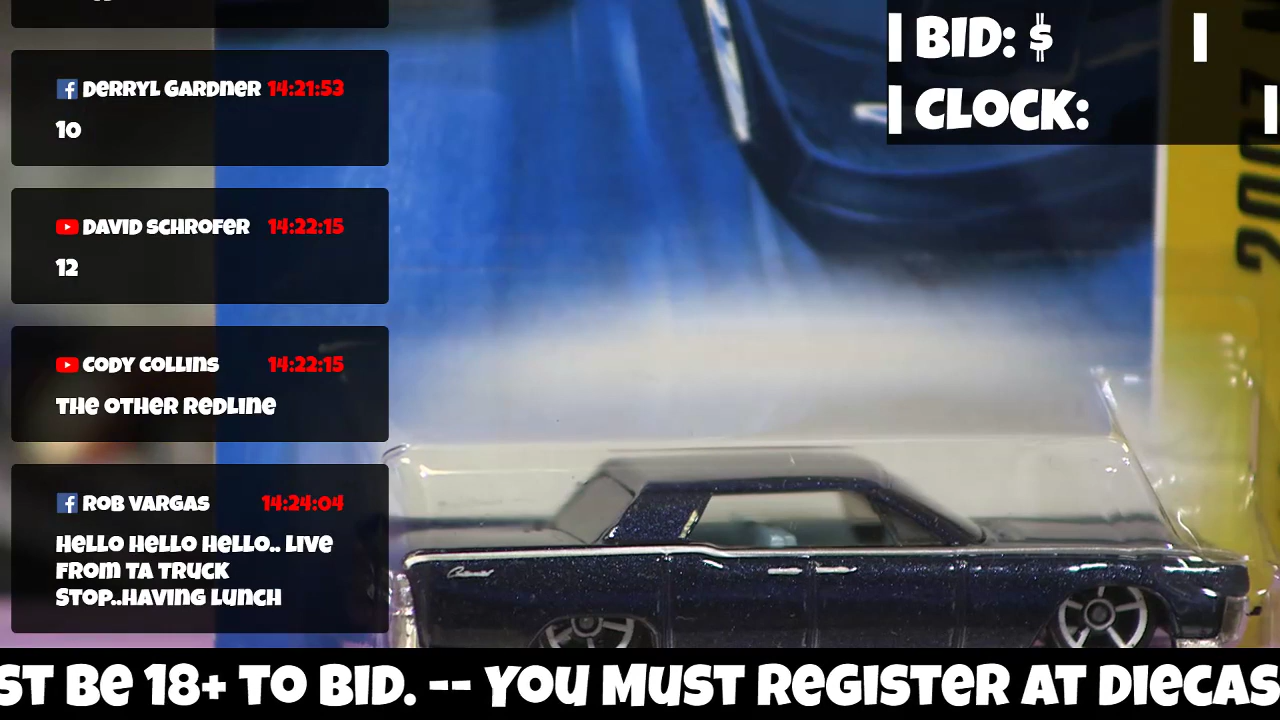 DERRYL GARDNER 14:21:53
10
DAVID SCHROFER 14:22:15
12
CODY COLLINS 14:22:15
THE OTHER REDLINE
ROB VARGAS 14:24:04
HELLO HELLO HELLO.. LIVE
FROM TA TRUCK
STOP..HAVING LUNCH
| BID: $ |
| CLOCK: |
2007
Continental
ST BE 18+ TO BID. -- YOU MUST REGISTER AT DIECAS